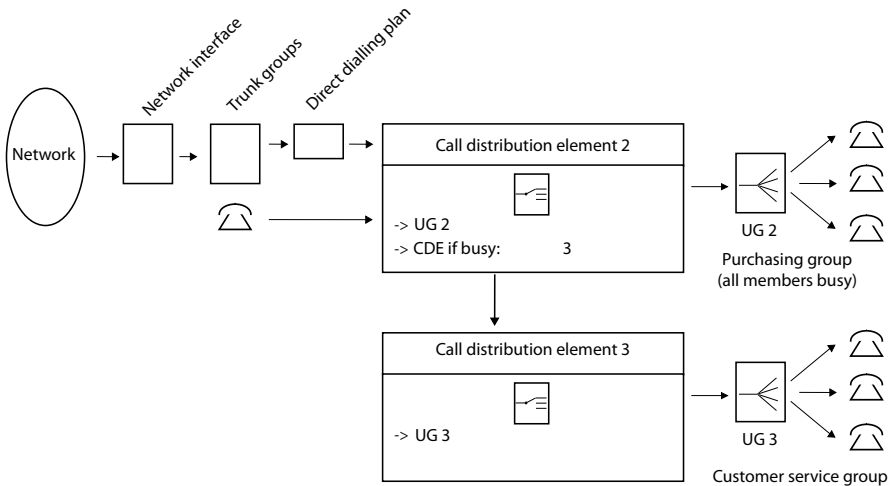 Network interface
Trunk groups
Direct dialling plan
Network
Call distribution element 2
-> UG 2
-> CDE if busy: 3
UG 2
Purchasing group
(all members busy)
Call distribution element 3
-> UG 3
UG 3
Customer service group